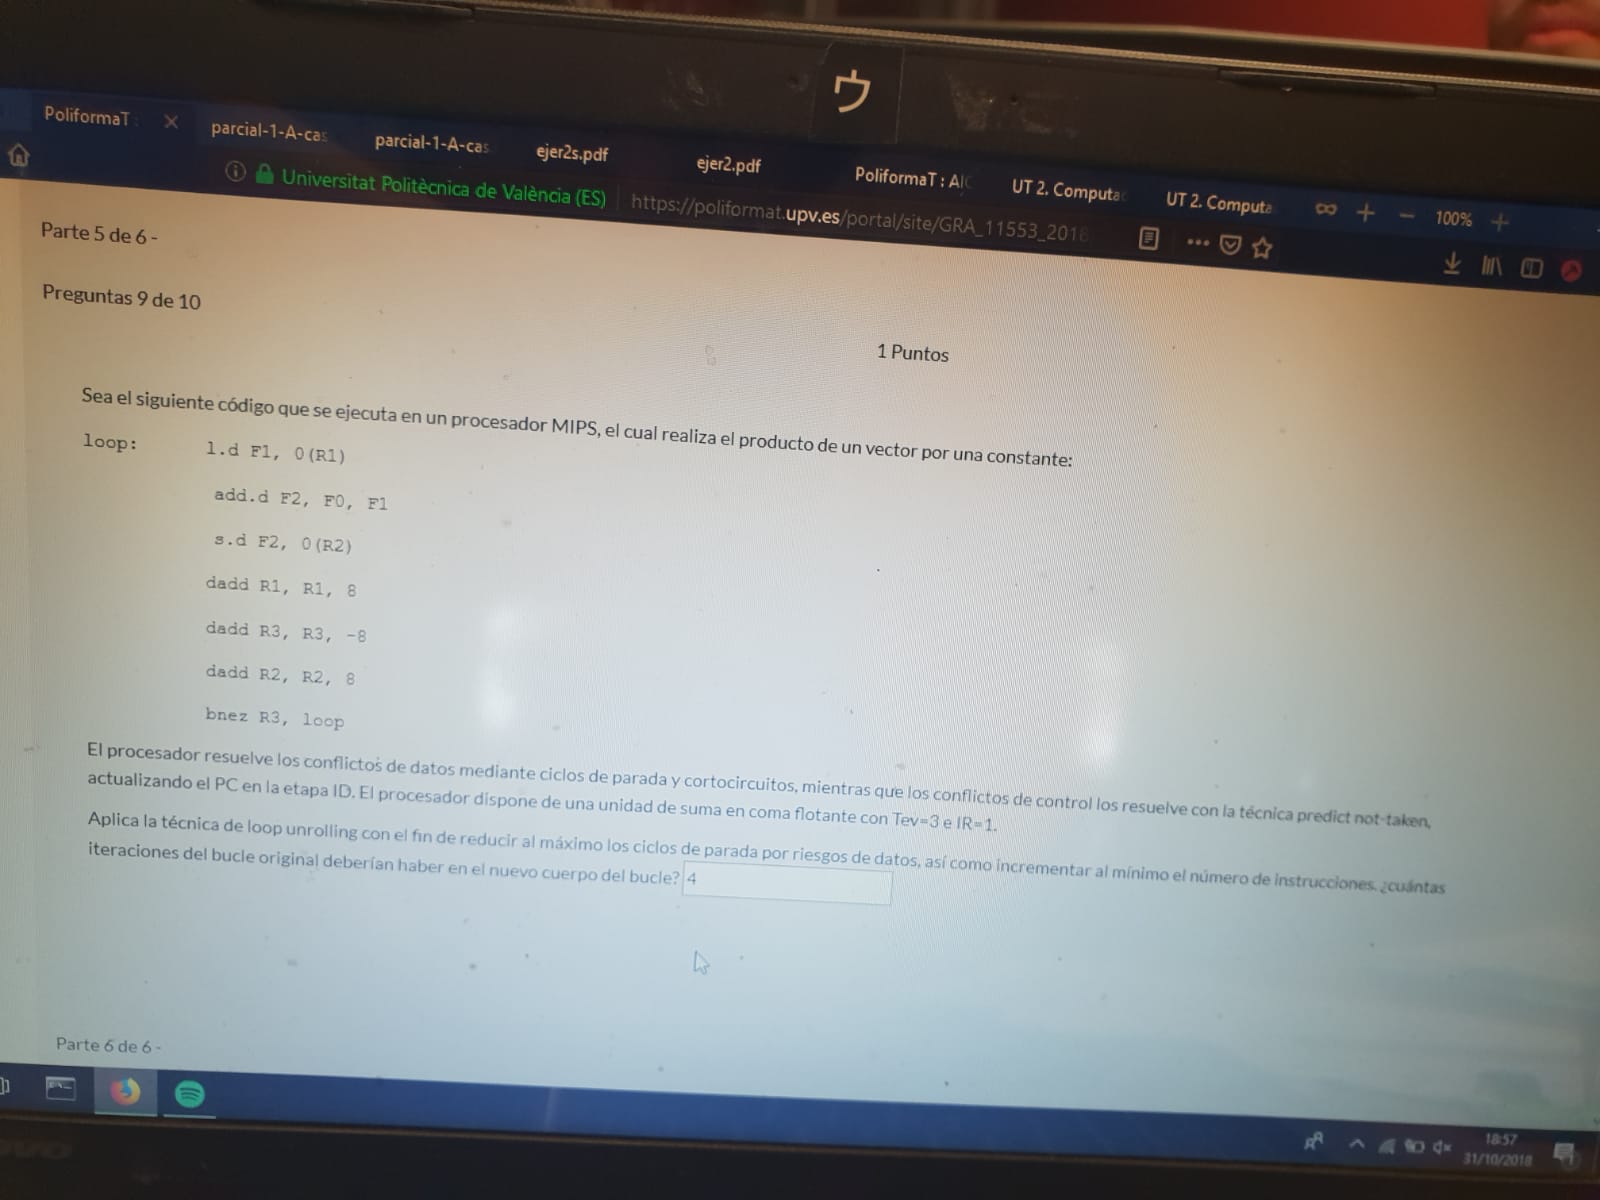 ウ
PoliformaT :
parcial-1-A-cas
parcial-1-A-cas
ejer2s.pdf
ejer2.pdf
PoliformaT : AIC
UT 2. Computac
UT 2. Computa
100%
Universitat Politècnica de València (ES)
https://poliformat.upv.es/portal/site/GRA_11553_2018
Parte 5 de 6 -
Preguntas 9 de 10
1 Puntos
Sea el siguiente código que se ejecuta en un procesador MIPS, el cual realiza el producto de un vector por una constante:
loop: l.d F1, 0(R1)
add.d F2, F0, F1
s.d F2, 0(R2)
dadd R1, R1, 8
dadd R3, R3, -8
dadd R2, R2, 8
bnez R3, loop
El procesador resuelve los conflictos de datos mediante ciclos de parada y cortocircuitos, mientras que los conflictos de control los resuelve con la técnica predict not-taken,
actualizando el PC en la etapa ID. El procesador dispone de una unidad de suma en coma flotante con Tev=3 e IR=1.
Aplica la técnica de loop unrolling con el fin de reducir al máximo los ciclos de parada por riesgos de datos, así como incrementar al mínimo el número de instrucciones. ¿cuántas
iteraciones del bucle original deberían haber en el nuevo cuerpo del bucle? 4
Parte 6 de 6 -
18:57
31/10/2018